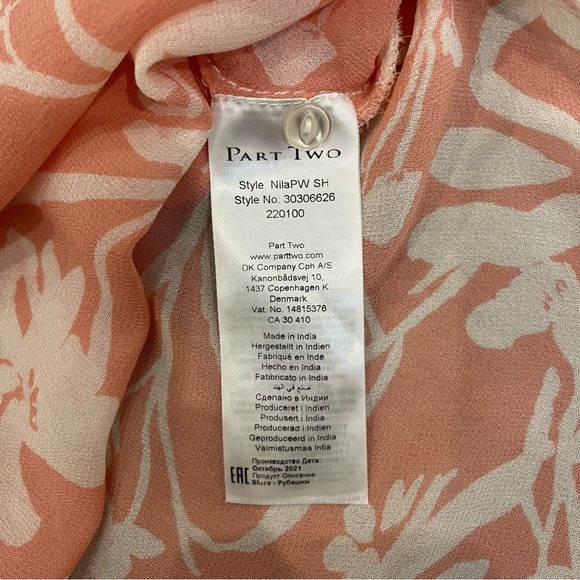 PART TWO
Style. NilaPW SH
Style No: 30306626
220100
Part Two
www.parttwo.com
DK Company Cph A/S
Kanonbådsvej 10,
1437 Copenhagen K
Denmark
Vat. No: 14815376
CA 30 410
Made in India
Hergestellt in Indien
Fabriqué en Inde
Hecho en India
Fabbricato in India
صنع في الهند
Сделано в Индии
Produceret i Indien
Produsert i India
Producerad i Indien
Geproduceerd in India
Valmistusmaa Intia
Производство Дата:
Октябрь 2021
EAC Продукт Описание:
Bluza - Рубашки